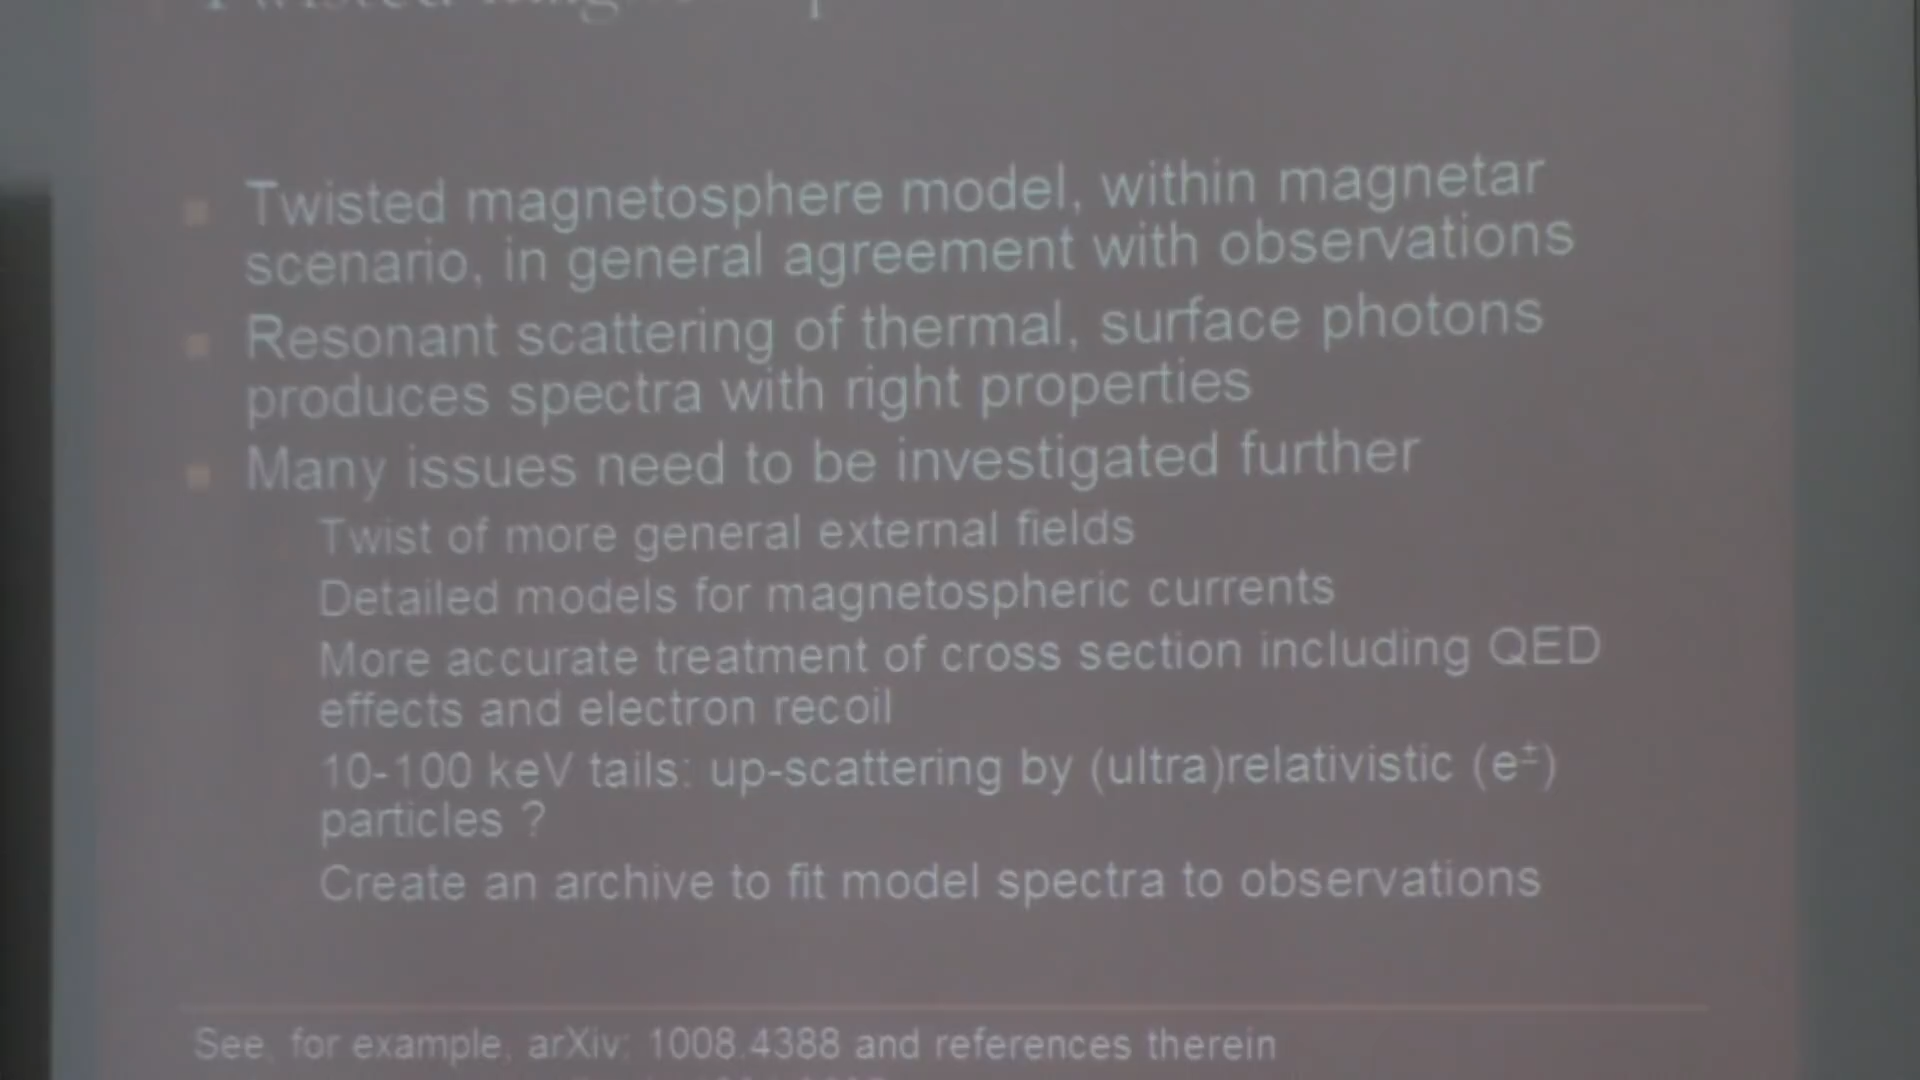 Twisted
Twisted magnetosphere model, within magnetar
scenario, in general agreement with observations
Resonant scattering of thermal, surface photons
produces spectra with right properties
Many issues need to be investigated further
Twist of more general external fields
Detailed models for magnetospheric currents
More accurate treatment of cross section including QED
effects and electron recoil
10-100 keV tails: up-scattering by (ultra)relativistic (e±)
particles ?
Create an archive to fit model spectra to observations
See, for example, arXiv: 1008.4388 and references therein